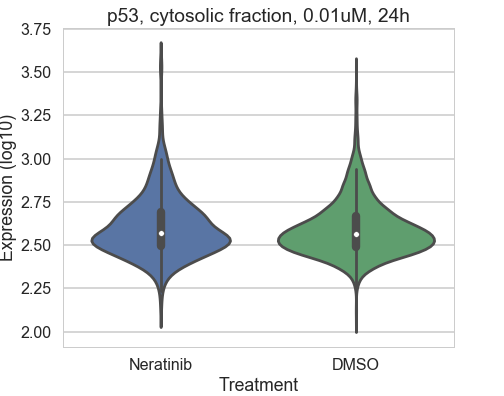 p53, cytosolic fraction, 0.01uM, 24h
Expression (log10)
3.75
3.50
3.25
3.00
2.75
2.50
2.25
2.00
Neratinib
DMSO
Treatment